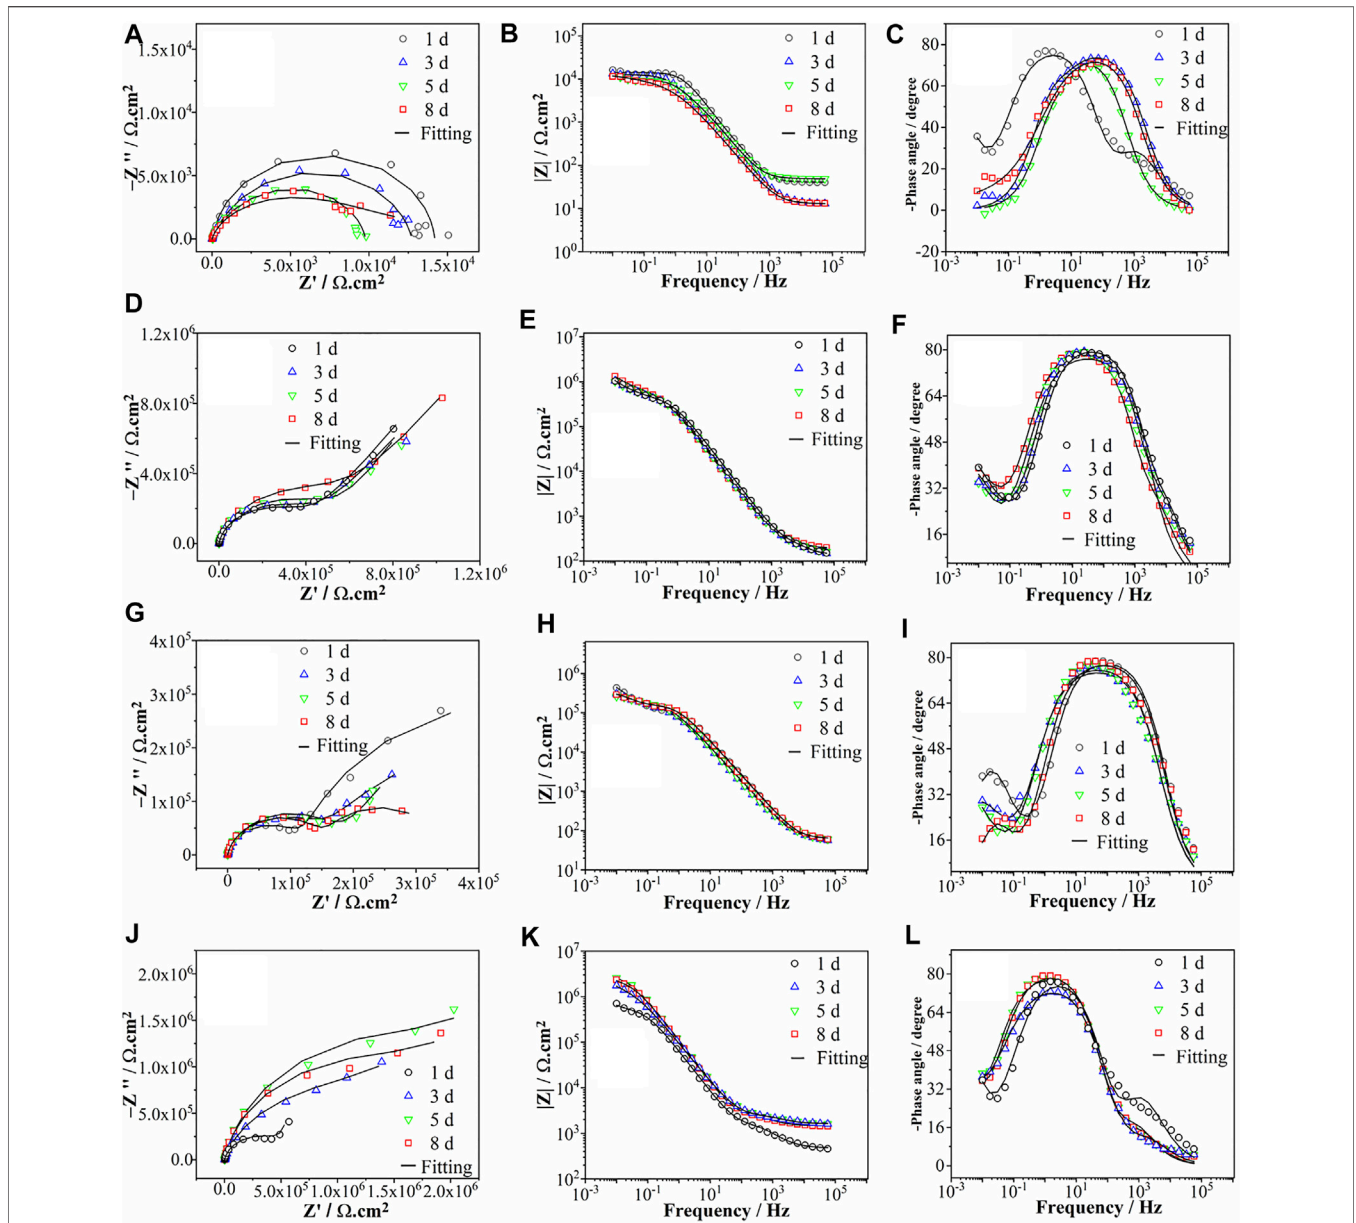 A
1.5x10⁴
1.0x10⁴
5.0x10³
0.0
0.0
5.0x10³
1.0x10⁴
1.5x10⁴
−Z '' / Ω.cm²
Z' / Ω.cm²
1 d
3 d
5 d
8 d
Fitting
B
10⁵
10⁴
10³
10²
10¹
10⁰
10⁻³
10⁻¹
10¹
10³
10⁵
|Z| / Ω.cm²
Frequency / Hz
1 d
3 d
5 d
8 d
Fitting
C
80
60
40
20
0
-20
10⁻³
10⁻¹
10¹
10³
10⁵
-Phase angle / degree
Frequency / Hz
1 d
3 d
5 d
8 d
Fitting
D
1.2x10⁶
8.0x10⁵
4.0x10⁵
0.0
0.0
4.0x10⁵
8.0x10⁵
1.2x10⁶
−Z '' / Ω.cm²
Z' / Ω.cm²
1 d
3 d
5 d
8 d
Fitting
E
10⁷
10⁶
10⁵
10⁴
10³
10²
10⁻³
10⁻¹
10¹
10³
10⁵
|Z| / Ω.cm²
Frequency / Hz
1 d
3 d
5 d
8 d
Fitting
F
80
64
48
32
16
10⁻³
10⁻¹
10¹
10³
10⁵
-Phase angle / degree
Frequency / Hz
1 d
3 d
5 d
8 d
Fitting
G
4x10⁵
3x10⁵
2x10⁵
1x10⁵
0
0
1x10⁵
2x10⁵
3x10⁵
4x10⁵
−Z '' / Ω.cm²
Z' / Ω.cm²
1 d
3 d
5 d
8 d
Fitting
H
10⁶
10⁵
10⁴
10³
10²
10¹
10⁻³
10⁻¹
10¹
10³
10⁵
|Z| / Ω.cm²
Frequency / Hz
1 d
3 d
5 d
8 d
Fitting
I
80
64
48
32
16
10⁻³
10⁻¹
10¹
10³
10⁵
-Phase angle / degree
Frequency / Hz
1 d
3 d
5 d
8 d
Fitting
J
2.0x10⁶
1.5x10⁶
1.0x10⁶
5.0x10⁵
0.0
0.0
5.0x10⁵
1.0x10⁶
1.5x10⁶
2.0x10⁶
−Z '' / Ω.cm²
Z' / Ω.cm²
1 d
3 d
5 d
8 d
Fitting
K
10⁷
10⁶
10⁵
10⁴
10³
10²
10⁻³
10⁻¹
10¹
10³
10⁵
|Z| / Ω.cm²
Frequency / Hz
1 d
3 d
5 d
8 d
Fitting
L
80
64
48
32
16
0
10⁻³
10⁻¹
10¹
10³
10⁵
-Phase angle / degree
Frequency / Hz
1 d
3 d
5 d
8 d
Fitting